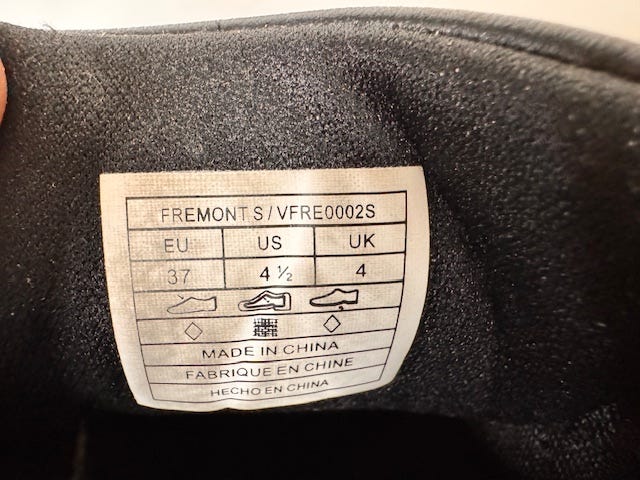 FREMONT S / VFRE0002S
EU US UK
37 4 ½ 4
MADE IN CHINA
FABRIQUE EN CHINE
HECHO EN CHINA